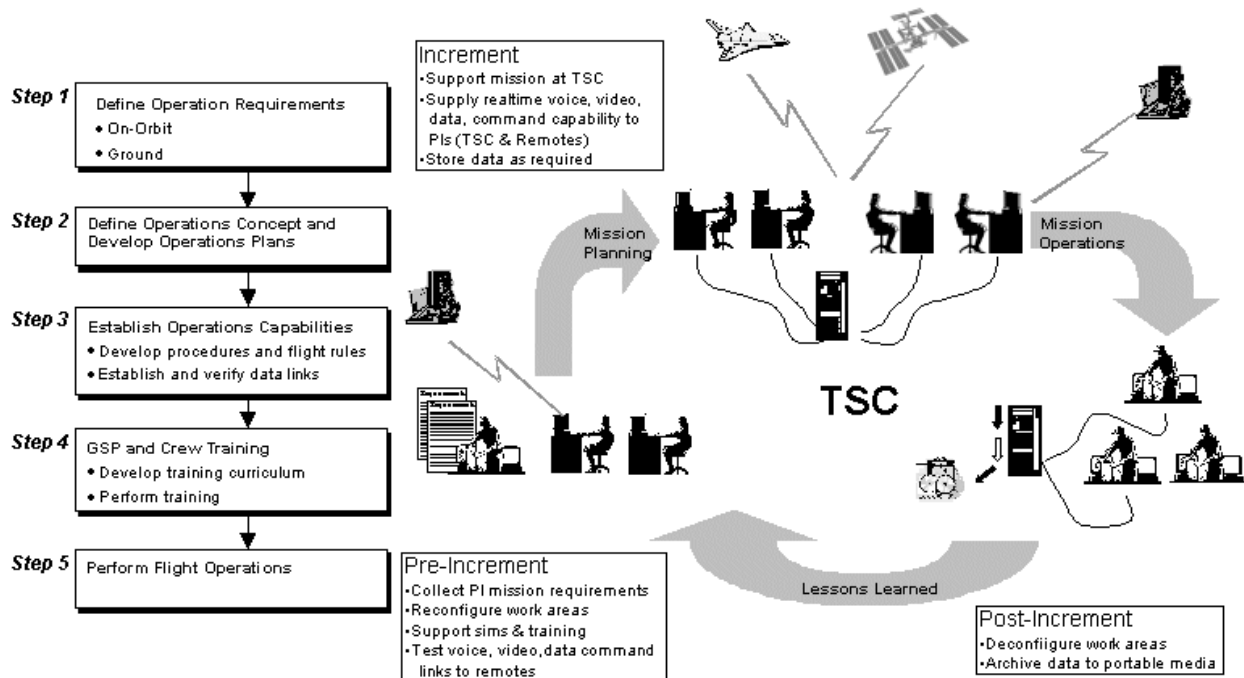 Step 1
Define Operation Requirements
• On-Orbit
• Ground
Step 2
Define Operations Concept and
Develop Operations Plans
Step 3
Establish Operations Capabilities
• Develop procedures and flight rules
• Establish and verify data links
Step 4
GSP and Crew Training
• Develop training curriculum
• Perform training
Step 5
Perform Flight Operations
Increment
•Support mission at TSC
•Supply realtime voice, video,
data, command capability to
PIs (TSC & Remotes)
•Store data as required
Mission
Planning
Mission
Operations
TSC
Lessons Learned
Pre-Increment
•Collect PI mission requirements
•Reconfigure work areas
•Support sims & training
•Test voice, video,data command
links to remotes
Post-Increment
•Deconfiigure work areas
•Archive data to portable media